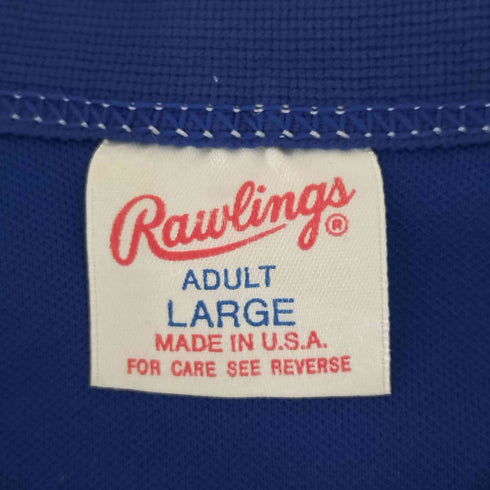 Rawlings®
ADULT
LARGE
MADE IN U.S.A.
FOR CARE SEE REVERSE